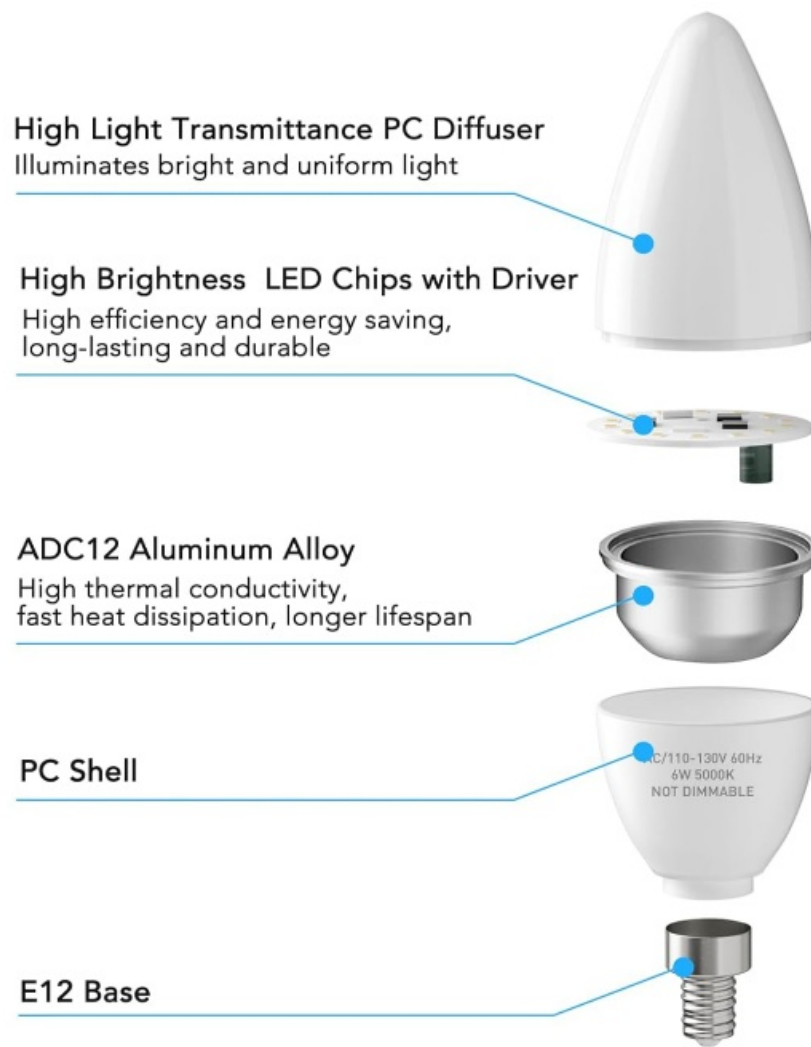 High Light Transmittance PC Diffuser
Illuminates bright and uniform light
High Brightness LED Chips with Driver
High efficiency and energy saving,
long-lasting and durable
ADC12 Aluminum Alloy
High thermal conductivity,
fast heat dissipation, longer lifespan
PC Shell
AC/110-130V 60Hz
6W 5000K
NOT DIMMABLE
E12 Base